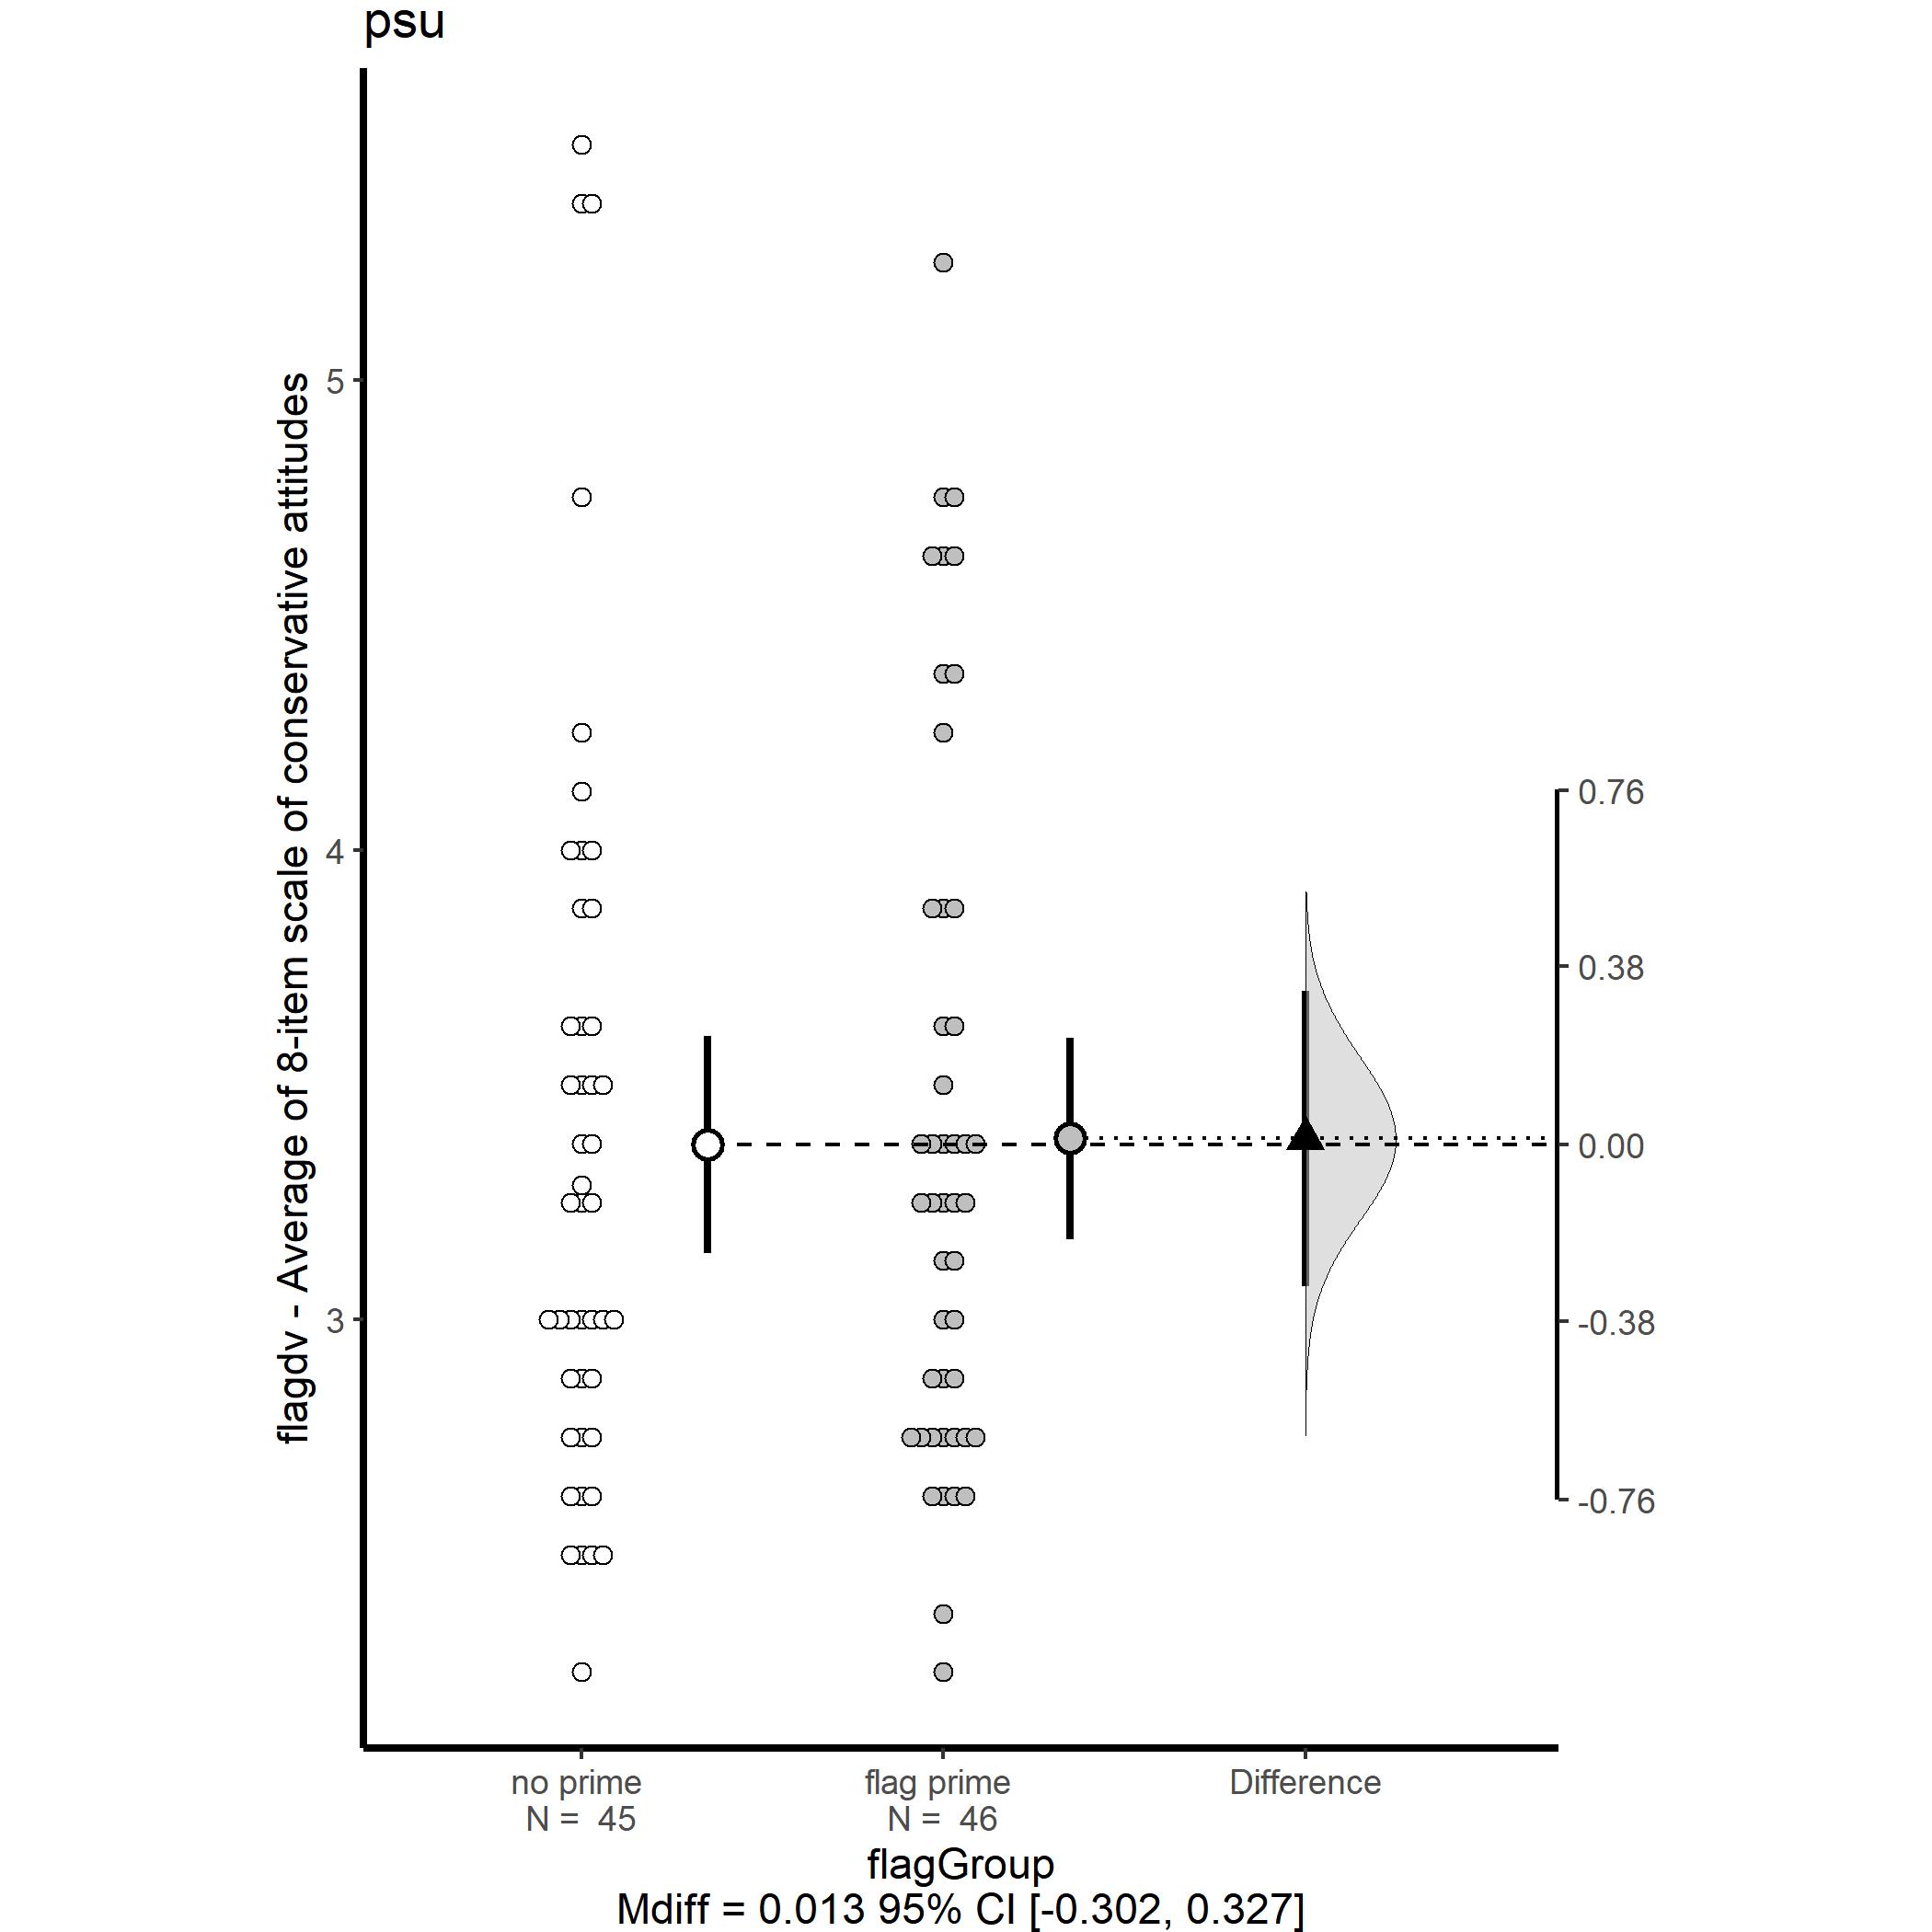 psu
flagdv - Average of 8-item scale of conservative attitudes
5
4
3
0.76
0.38
0.00
-0.38
-0.76
no prime
N =  45
flag prime
N =  46
Difference
flagGroup
Mdiff = 0.013 95% CI [-0.302, 0.327]